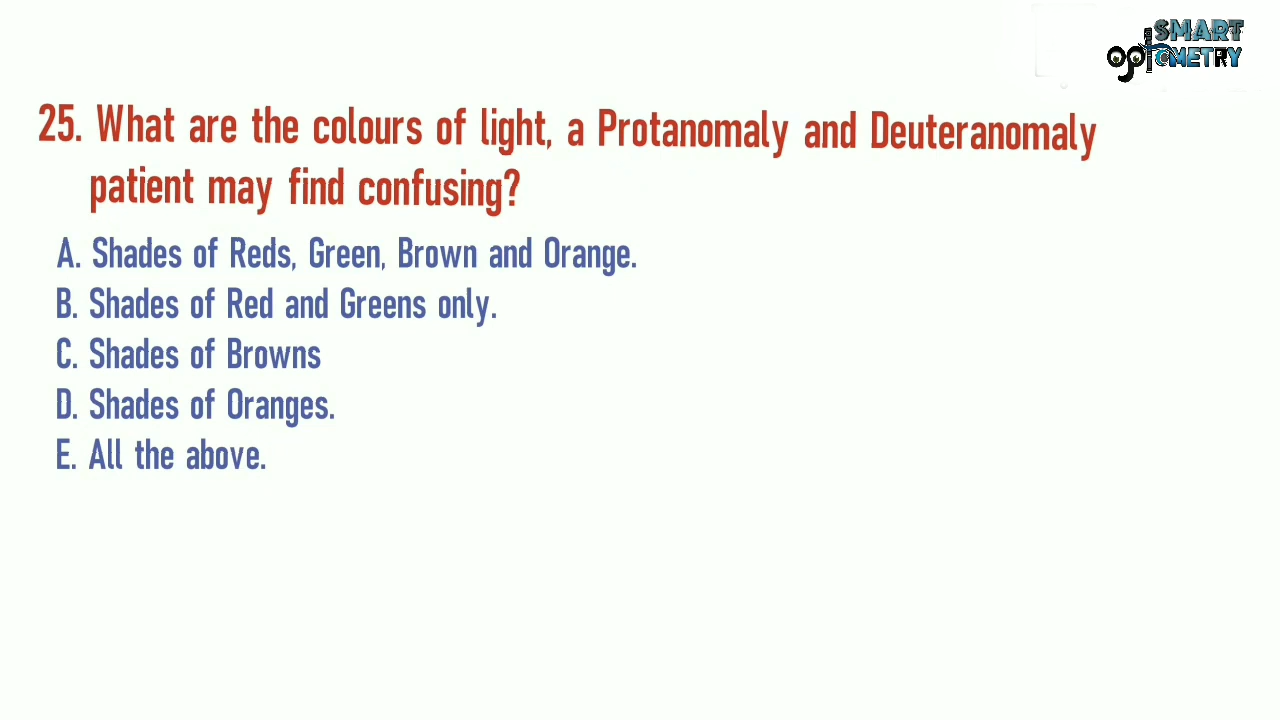 SMART
optOMETRY
25. What are the colours of light, a Protanomaly and Deuteranomaly
patient may find confusing?
A. Shades of Reds, Green, Brown and Orange.
B. Shades of Red and Greens only.
C. Shades of Browns
D. Shades of Oranges.
E. All the above.